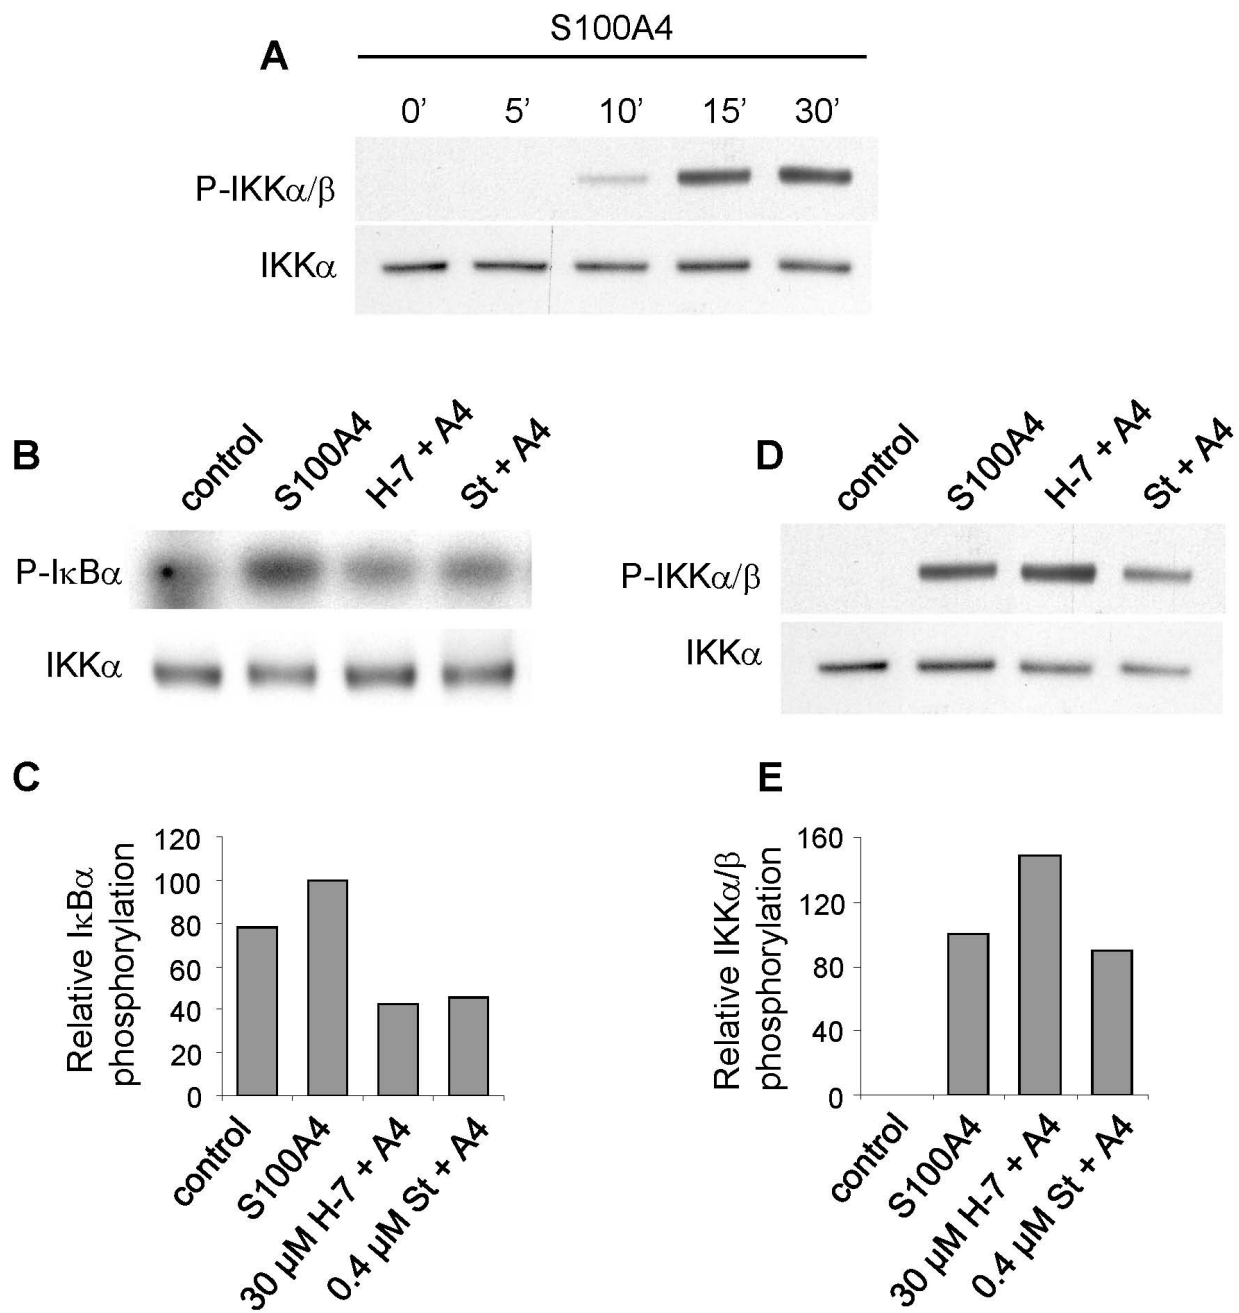 A
S100A4
0’ 5’ 10’ 15’ 30’
P-IKKα/β
IKKα
B
control
S100A4
H-7 + A4
St + A4
P-IκBα
IKKα
D
control
S100A4
H-7 + A4
St + A4
P-IKKα/β
IKKα
C
Relative IκBα
phosphorylation
120
100
80
60
40
20
0
control
S100A4
30 µM H-7 + A4
0.4 µM St + A4
E
Relative IKKα/β
phosphorylation
160
120
80
40
0
control
S100A4
30 µM H-7 + A4
0.4 µM St + A4